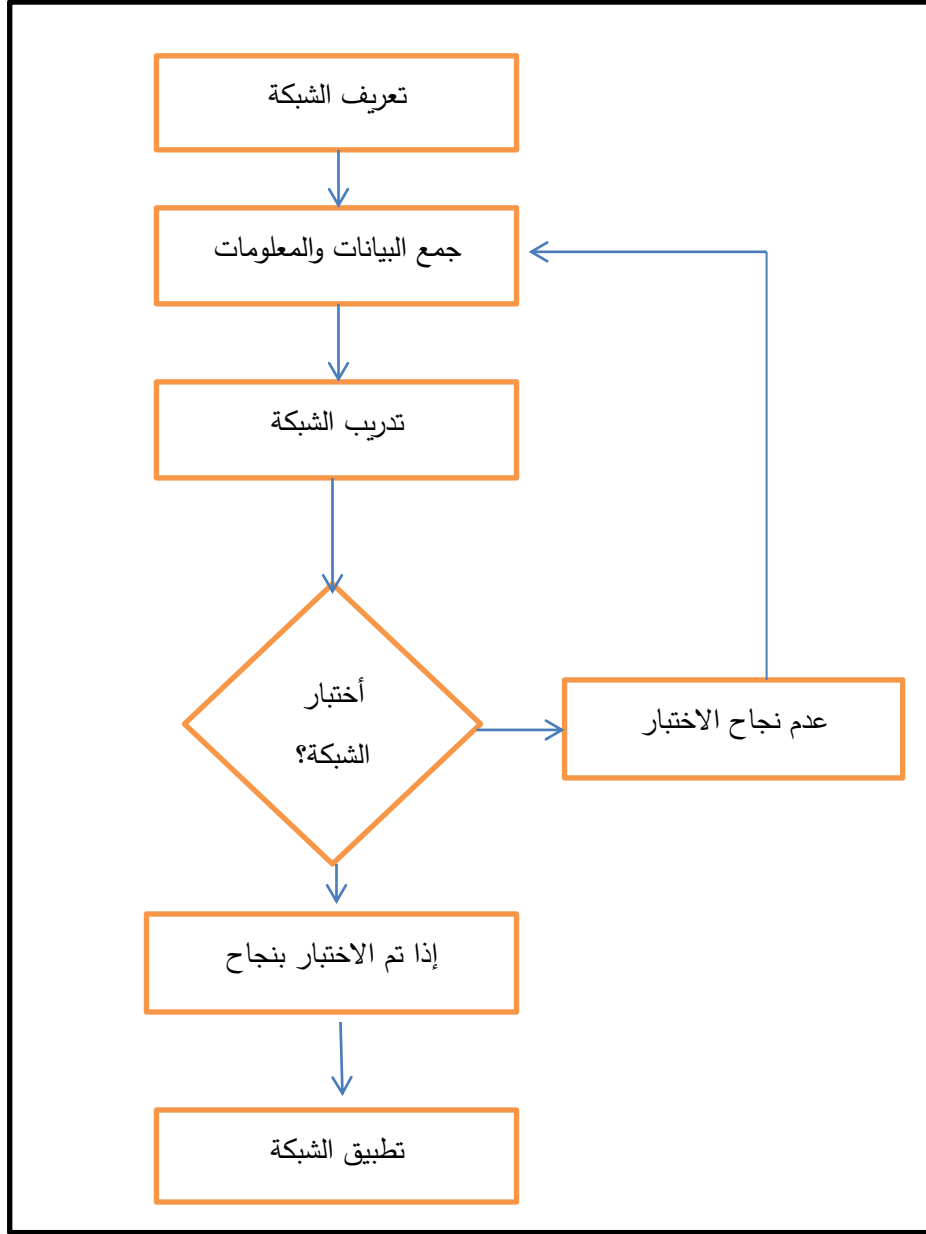 تعريف الشبكة
جمع البيانات والمعلومات
تدريب الشبكة
أختبار
الشبكة؟
عدم نجاح الاختبار
إذا تم الاختبار بنجاح
تطبيق الشبكة